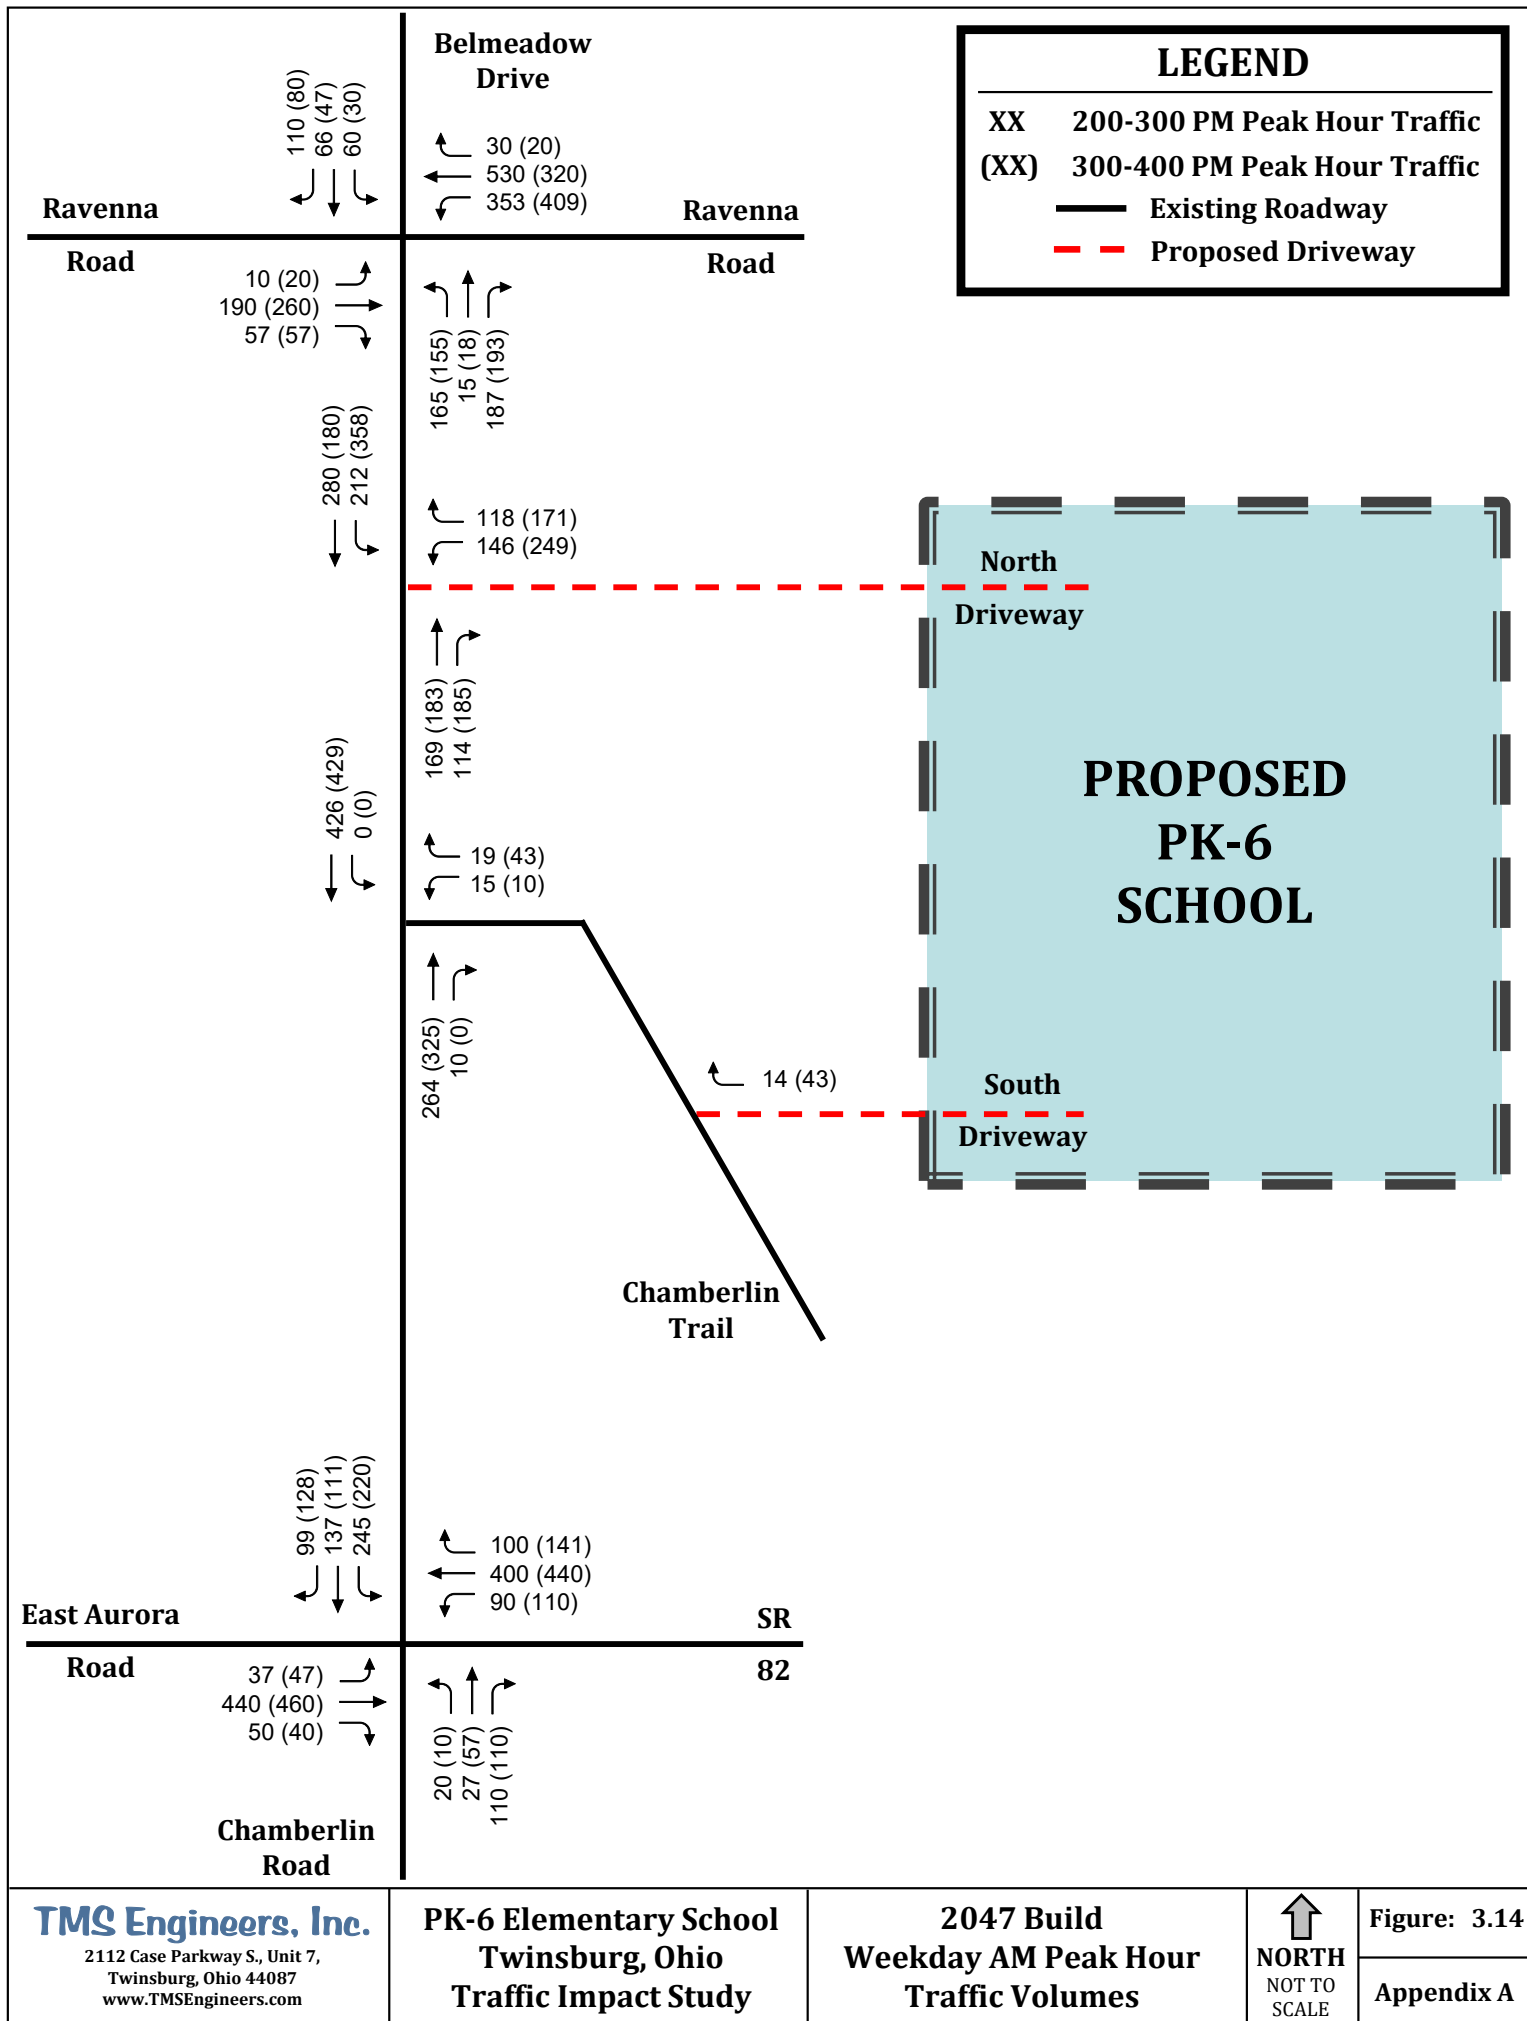 Belmeadow
Drive
LEGEND
XX 200-300 PM Peak Hour Traffic
(XX) 300-400 PM Peak Hour Traffic
Existing Roadway
Proposed Driveway
110 (80)
66 (47)
60 (30)
30 (20)
530 (320)
353 (409)
Ravenna
Road
Ravenna
Road
10 (20)
190 (260)
57 (57)
165 (155)
15 (18)
187 (193)
280 (180)
212 (358)
118 (171)
146 (249)
North
Driveway
169 (183)
114 (185)
PROPOSED
PK-6
SCHOOL
426 (429)
0 (0)
19 (43)
15 (10)
264 (325)
10 (0)
14 (43)
South
Driveway
Chamberlin
Trail
99 (128)
137 (111)
245 (220)
100 (141)
400 (440)
90 (110)
East Aurora
Road
SR
82
37 (47)
440 (460)
50 (40)
20 (10)
27 (57)
110 (110)
Chamberlin
Road
TMS Engineers, Inc.
2112 Case Parkway S., Unit 7,
Twinsburg, Ohio 44087
www.TMSEngineers.com
PK-6 Elementary School
Twinsburg, Ohio
Traffic Impact Study
2047 Build
Weekday AM Peak Hour
Traffic Volumes
NORTH
NOT TO
SCALE
Figure: 3.14
Appendix A